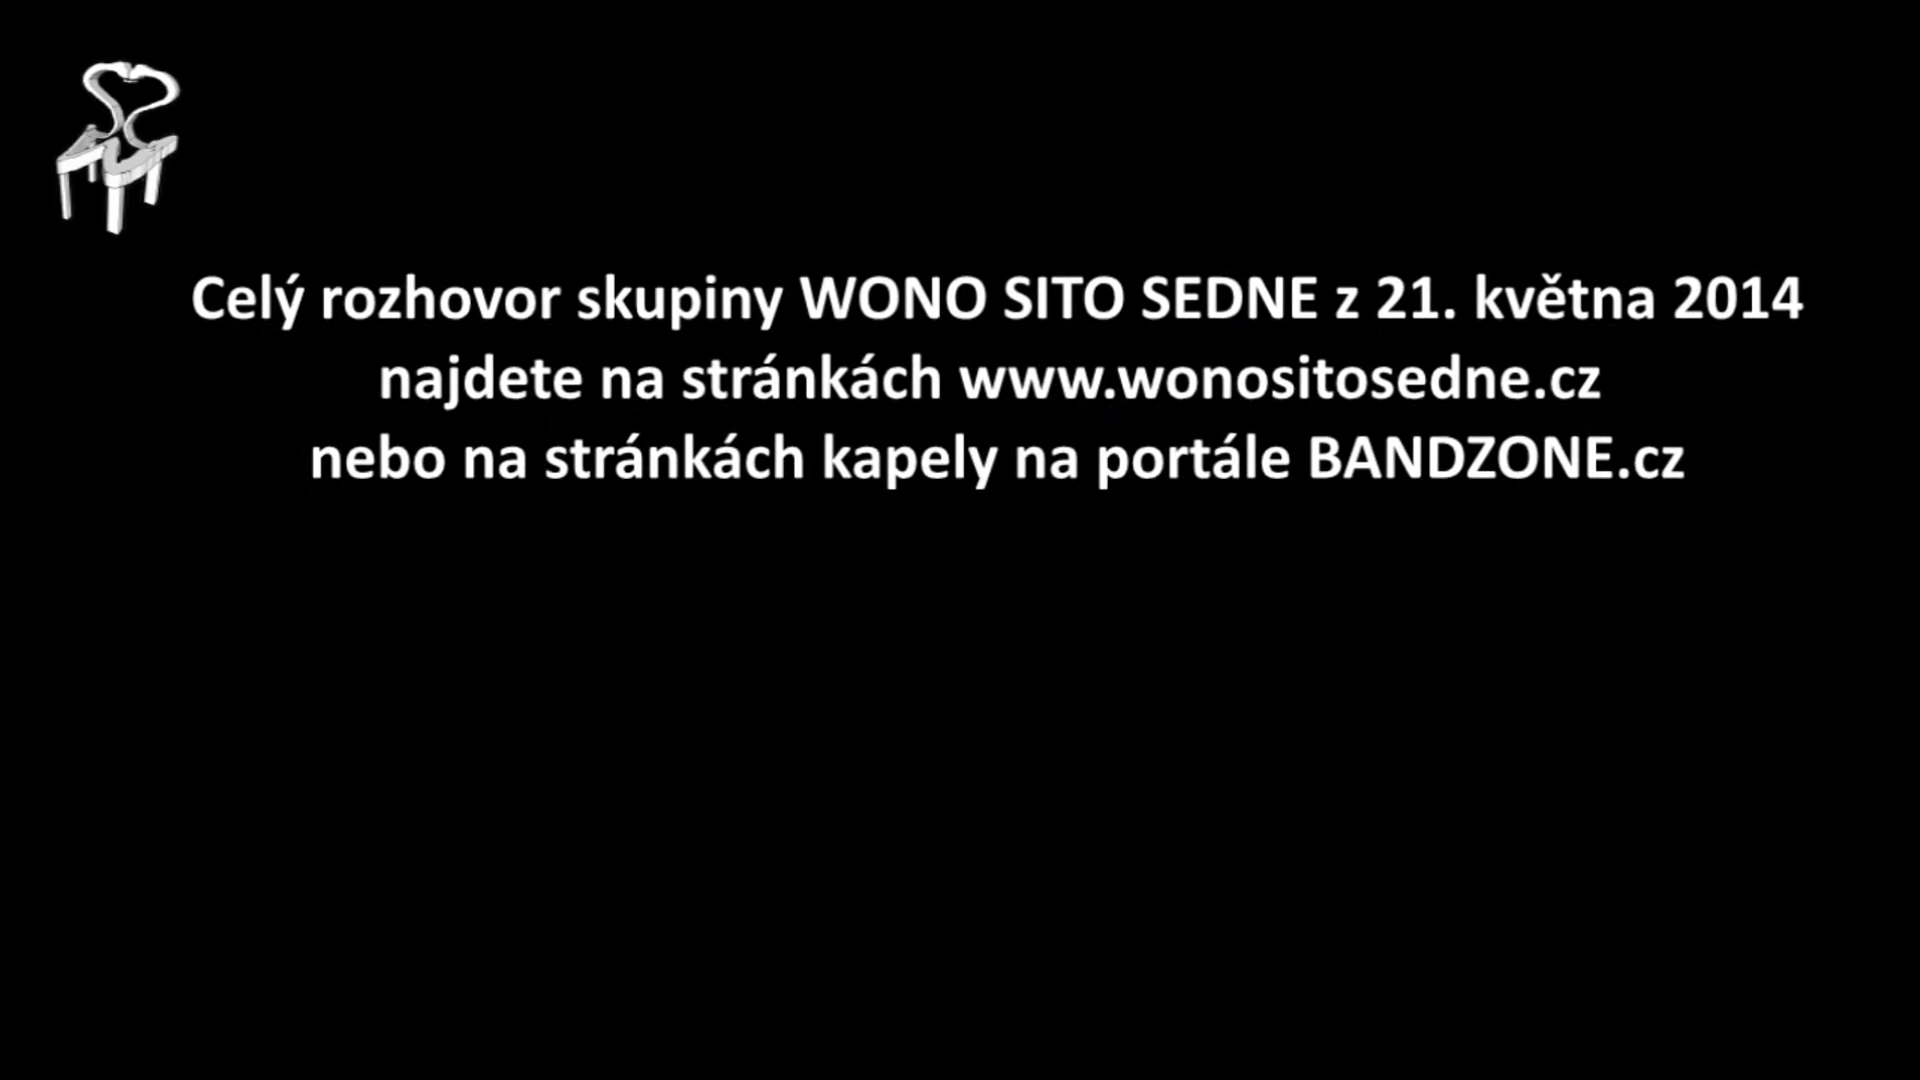 Celý rozhovor skupiny WONO SITO SEDNE z 21. května 2014
najdete na stránkách www.wonositosedne.cz
nebo na stránkách kapely na portále BANDZONE.cz